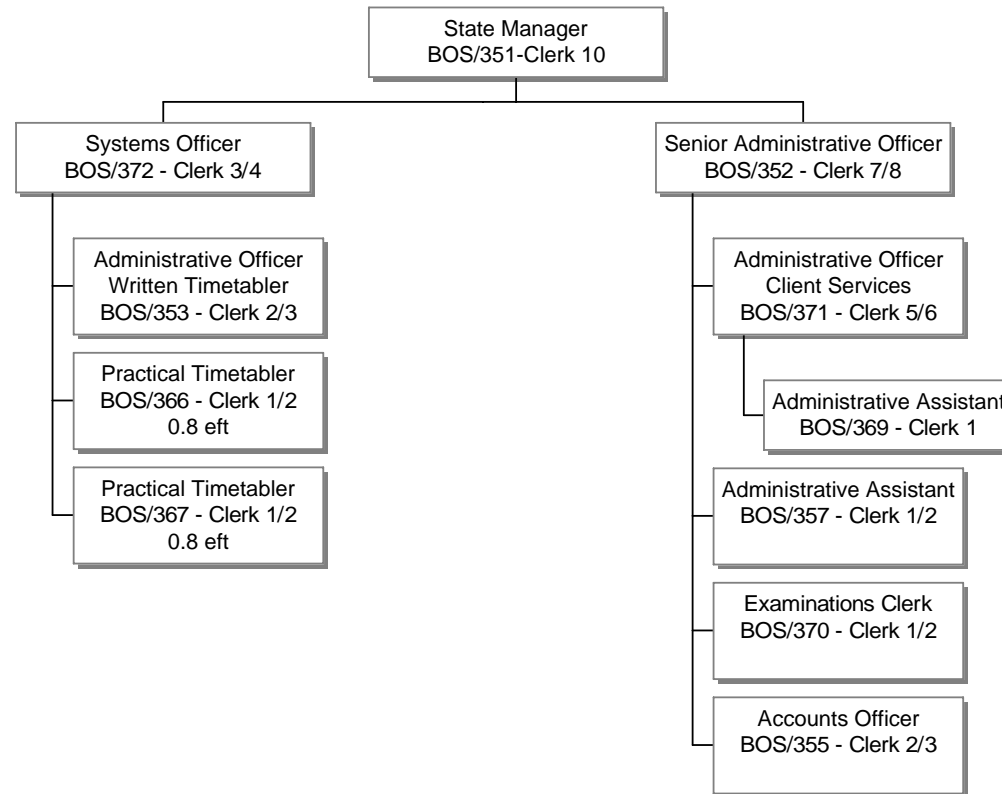 State Manager
BOS/351-Clerk 10
Systems Officer
BOS/372 - Clerk 3/4
Senior Administrative Officer
BOS/352 - Clerk 7/8
Administrative Officer
Written Timetabler
BOS/353 - Clerk 2/3
Practical Timetabler
BOS/366 - Clerk 1/2
0.8 eft
Practical Timetabler
BOS/367 - Clerk 1/2
0.8 eft
Administrative Officer
Client Services
BOS/371 - Clerk 5/6
Administrative Assistant
BOS/369 - Clerk 1
Administrative Assistant
BOS/357 - Clerk 1/2
Examinations Clerk
BOS/370 - Clerk 1/2
Accounts Officer
BOS/355 - Clerk 2/3